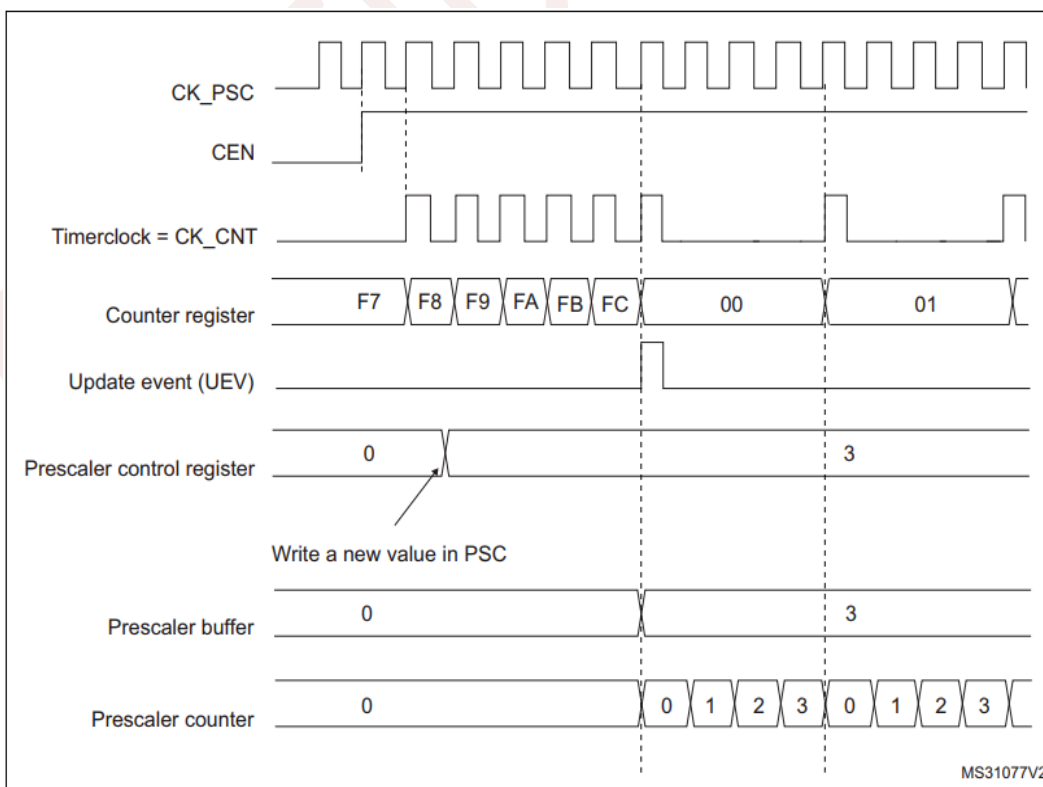 CK_PSC
CEN
Timerclock = CK_CNT
Counter register F7 F8 F9 FA FB FC 00 01
Update event (UEV)
Prescaler control register 0 3
Write a new value in PSC
Prescaler buffer 0 3
Prescaler counter 0 0 1 2 3 0 1 2 3
MS31077V2